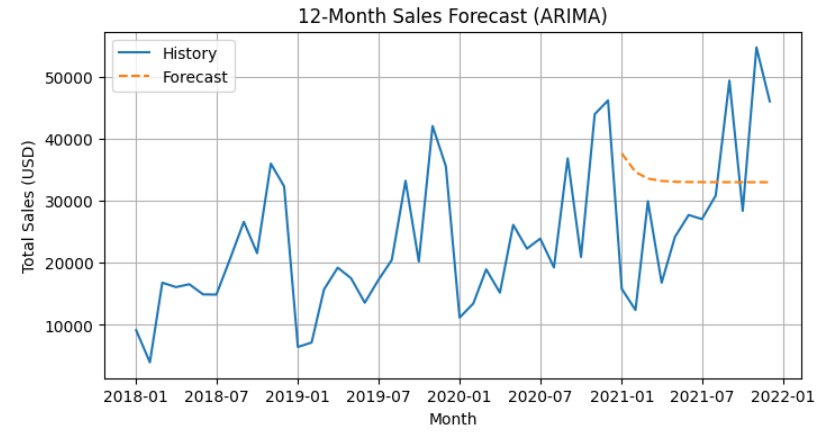 12-Month Sales Forecast (ARIMA)
History
Forecast
50000
40000
30000
20000
10000
Total Sales (USD)
2018-01 2018-07 2019-01 2019-07 2020-01 2020-07 2021-01 2021-07 2022-01
Month